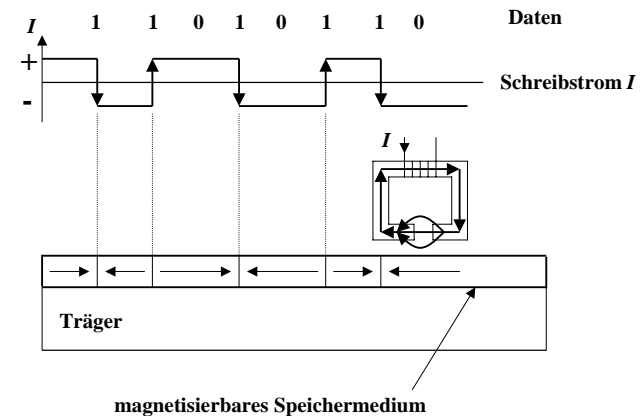 I 1 1 0 1 0 1 1 0 Daten
+
Schreibstrom I
-
I
Träger
magnetisierbares Speichermedium